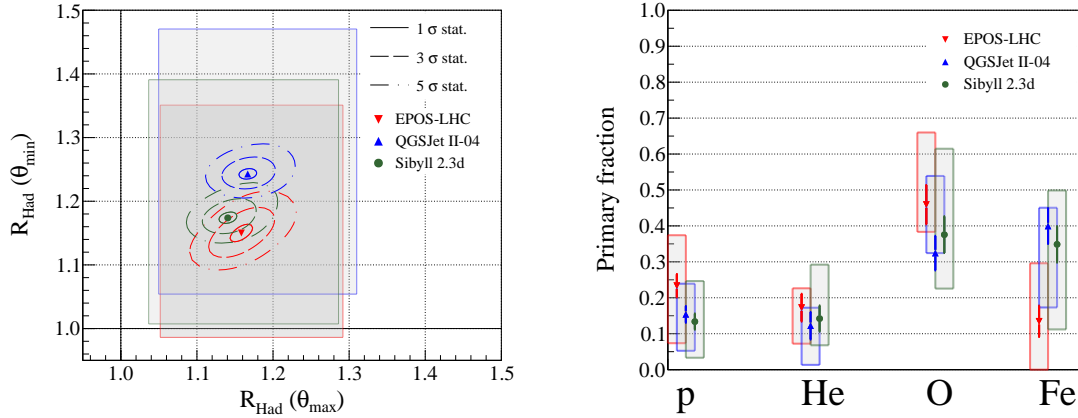 1.5
1.4
1.3
1.2
1.1
1.0
R_Had (θ_min)
1 σ stat.
3 σ stat.
5 σ stat.
EPOS-LHC
QGSJet II-04
Sibyll 2.3d
1.0 1.1 1.2 1.3 1.4 1.5
R_Had (θ_max)
1.0
0.9
0.8
0.7
0.6
0.5
0.4
0.3
0.2
0.1
0.0
Primary fraction
EPOS-LHC
QGSJet II-04
Sibyll 2.3d
p He O Fe